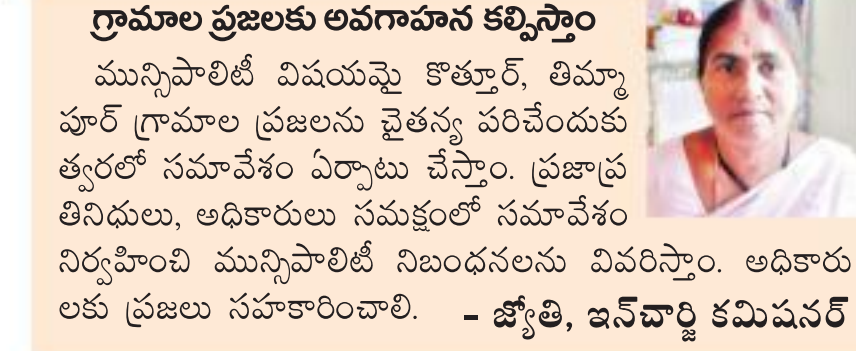 గ్రామాల ప్రజలకు అవగాహన కల్పిస్తాం
మున్సిపాలిటీ విషయమై కొత్తూర్, తిమ్మా
పూర్ గ్రామాల ప్రజలను చైతన్య పరిచేందుకు
త్వరలో సమావేశం ఏర్పాటు చేస్తాం. ప్రజాప్ర
తినిధులు, అధికారులు సమక్షంలో సమావేశం
నిర్వహించి మున్సిపాలిటీ నిబంధనలను వివరిస్తాం. అధికారు
లకు ప్రజలు సహకారించాలి. - జ్యోతి, ఇన్‌చార్జి కమిషనర్